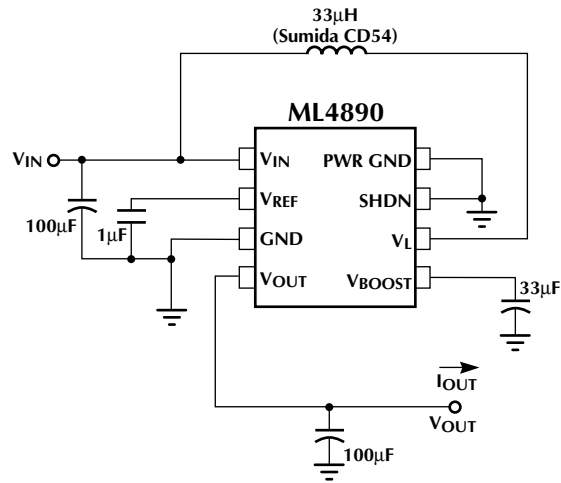 33μH
(Sumida CD54)
ML4890
VIN
VIN
PWR GND
VREF
SHDN
100μF
1μF
GND
VL
VOUT
VBOOST
33μF
IOUT
VOUT
100μF